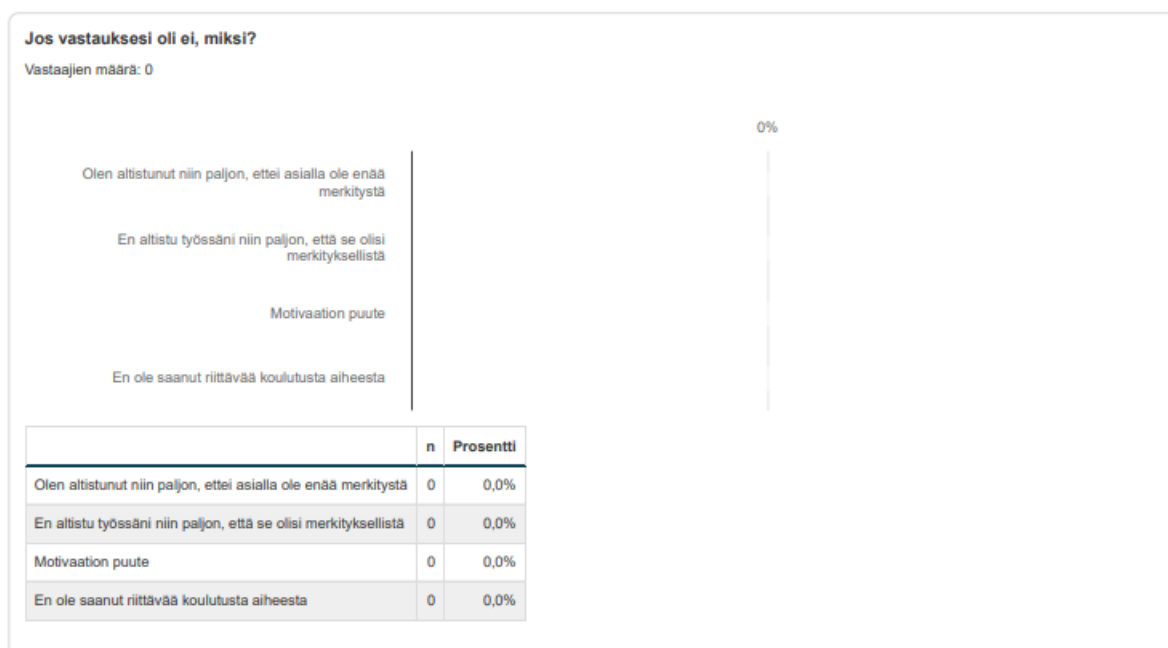 Jos vastauksesi oli ei, miksi?
Vastaajien määrä: 0
0%
Olen altistunut niin paljon, ettei asialla ole enää
merkitystä
En altistu työssäni niin paljon, että se olisi
merkityksellistä
Motivaation puute
En ole saanut riittävää koulutusta aiheesta
n Prosentti
Olen altistunut niin paljon, ettei asialla ole enää merkitystä 0 0,0%
En altistu työssäni niin paljon, että se olisi merkityksellistä 0 0,0%
Motivaation puute 0 0,0%
En ole saanut riittävää koulutusta aiheesta 0 0,0%